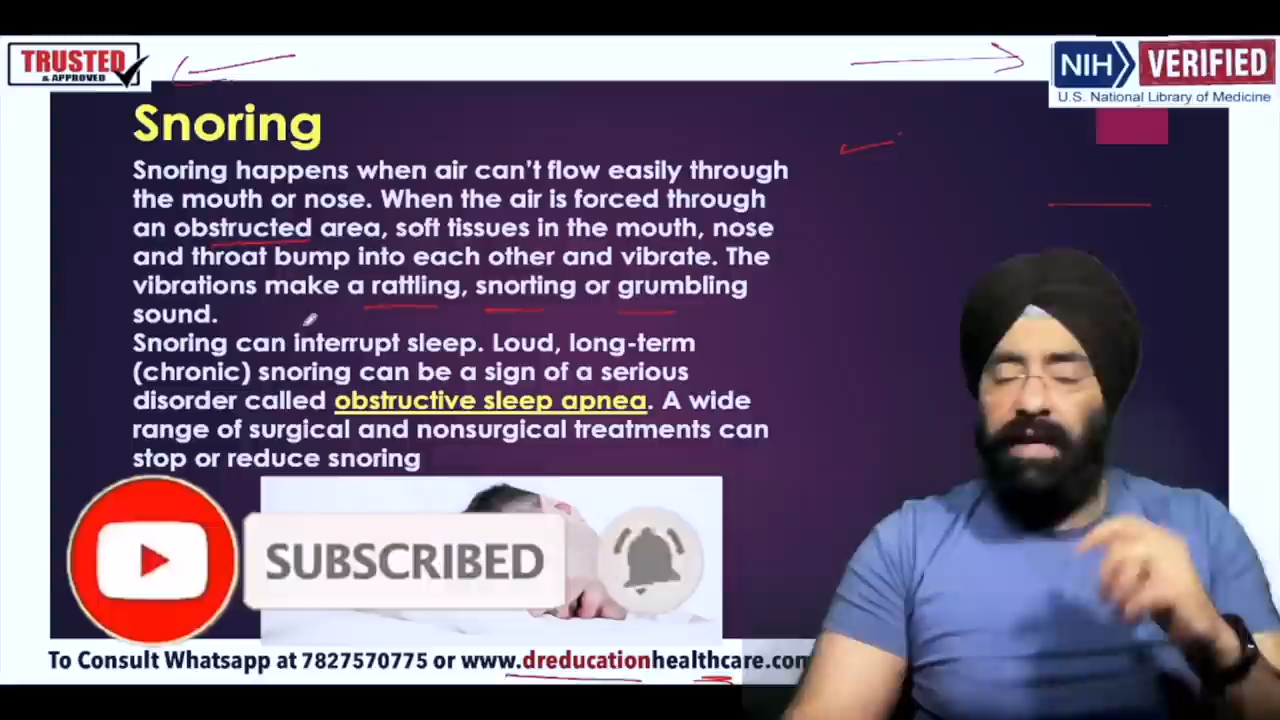 TRUSTED
& APPROVED
NIH VERIFIED
U.S. National Library of Medicine
Snoring
Snoring happens when air can't flow easily through
the mouth or nose. When the air is forced through
an obstructed area, soft tissues in the mouth, nose
and throat bump into each other and vibrate. The
vibrations make a rattling, snorting or grumbling
sound.
Snoring can interrupt sleep. Loud, long-term
(chronic) snoring can be a sign of a serious
disorder called obstructive sleep apnea. A wide
range of surgical and nonsurgical treatments can
stop or reduce snoring
SUBSCRIBED
To Consult Whatsapp at 7827570775 or www.dreducationhealthcare.com